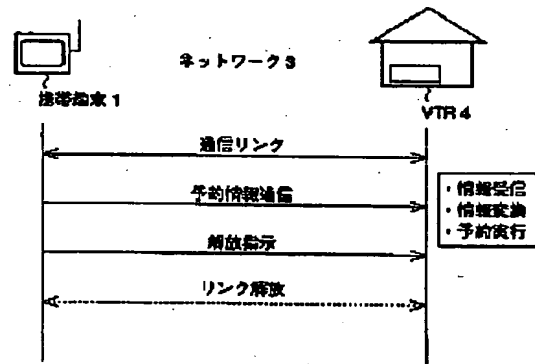 ネットワーク3
携帯端末1
VTR4
通信リンク
予約情報通信
・情報受信
・情報変換
・予約実行
解放指示
リンク解放